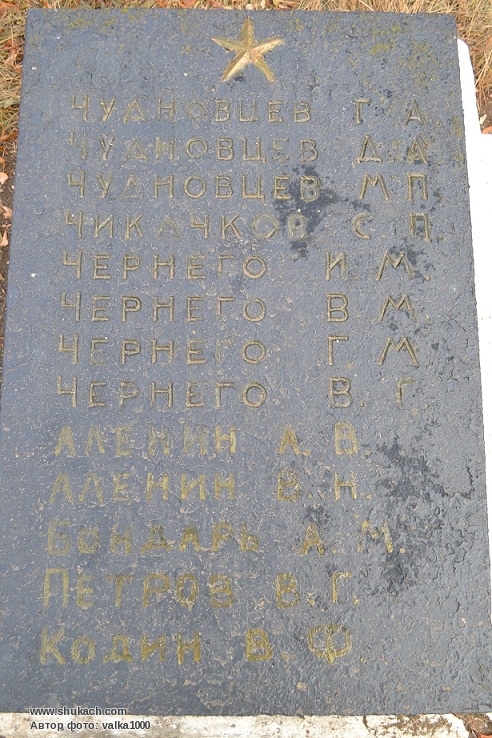 ЧУДНОВЦЕВ Г. А.
ЧУДНОВЦЕВ Д. А.
ЧУДНОВЦЕВ М. П.
ЧИКАЧКОВ С. П.
ЧЕРНЕГО И. М.
ЧЕРНЕГО В. М.
ЧЕРНЕГО Г. М.
ЧЕРНЕГО В. Г.
АЛЕНИН А. В.
АЛЕНИН В. Н.
БОНДАРЬ А. М.
ПЕТРОВ В. Г.
КОДИН В. Ф
www.shukach.com
Автор фото: valka1000